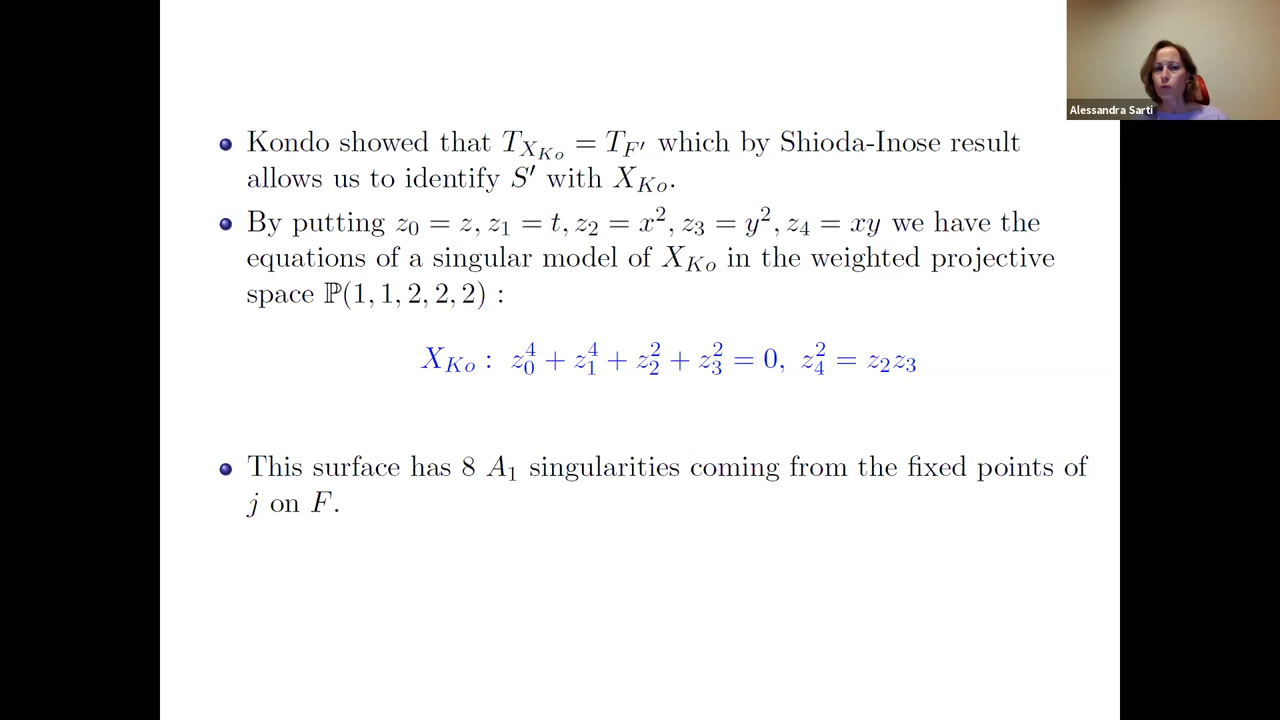 Alessandra Sarti
• Kondo showed that $T_{X_{Ko}} = T_{F'}$ which by Shioda-Inose result
allows us to identify $S'$ with $X_{Ko}$.
• By putting $z_0 = z, z_1 = t, z_2 = x^2, z_3 = y^2, z_4 = xy$ we have the
equations of a singular model of $X_{Ko}$ in the weighted projective
space $\mathbb{P}(1, 1, 2, 2, 2)$ :
$X_{Ko} : \ z_0^4 + z_1^4 + z_2^2 + z_3^2 = 0, \ z_4^2 = z_2 z_3$
• This surface has 8 $A_1$ singularities coming from the fixed points of
$j$ on $F$.